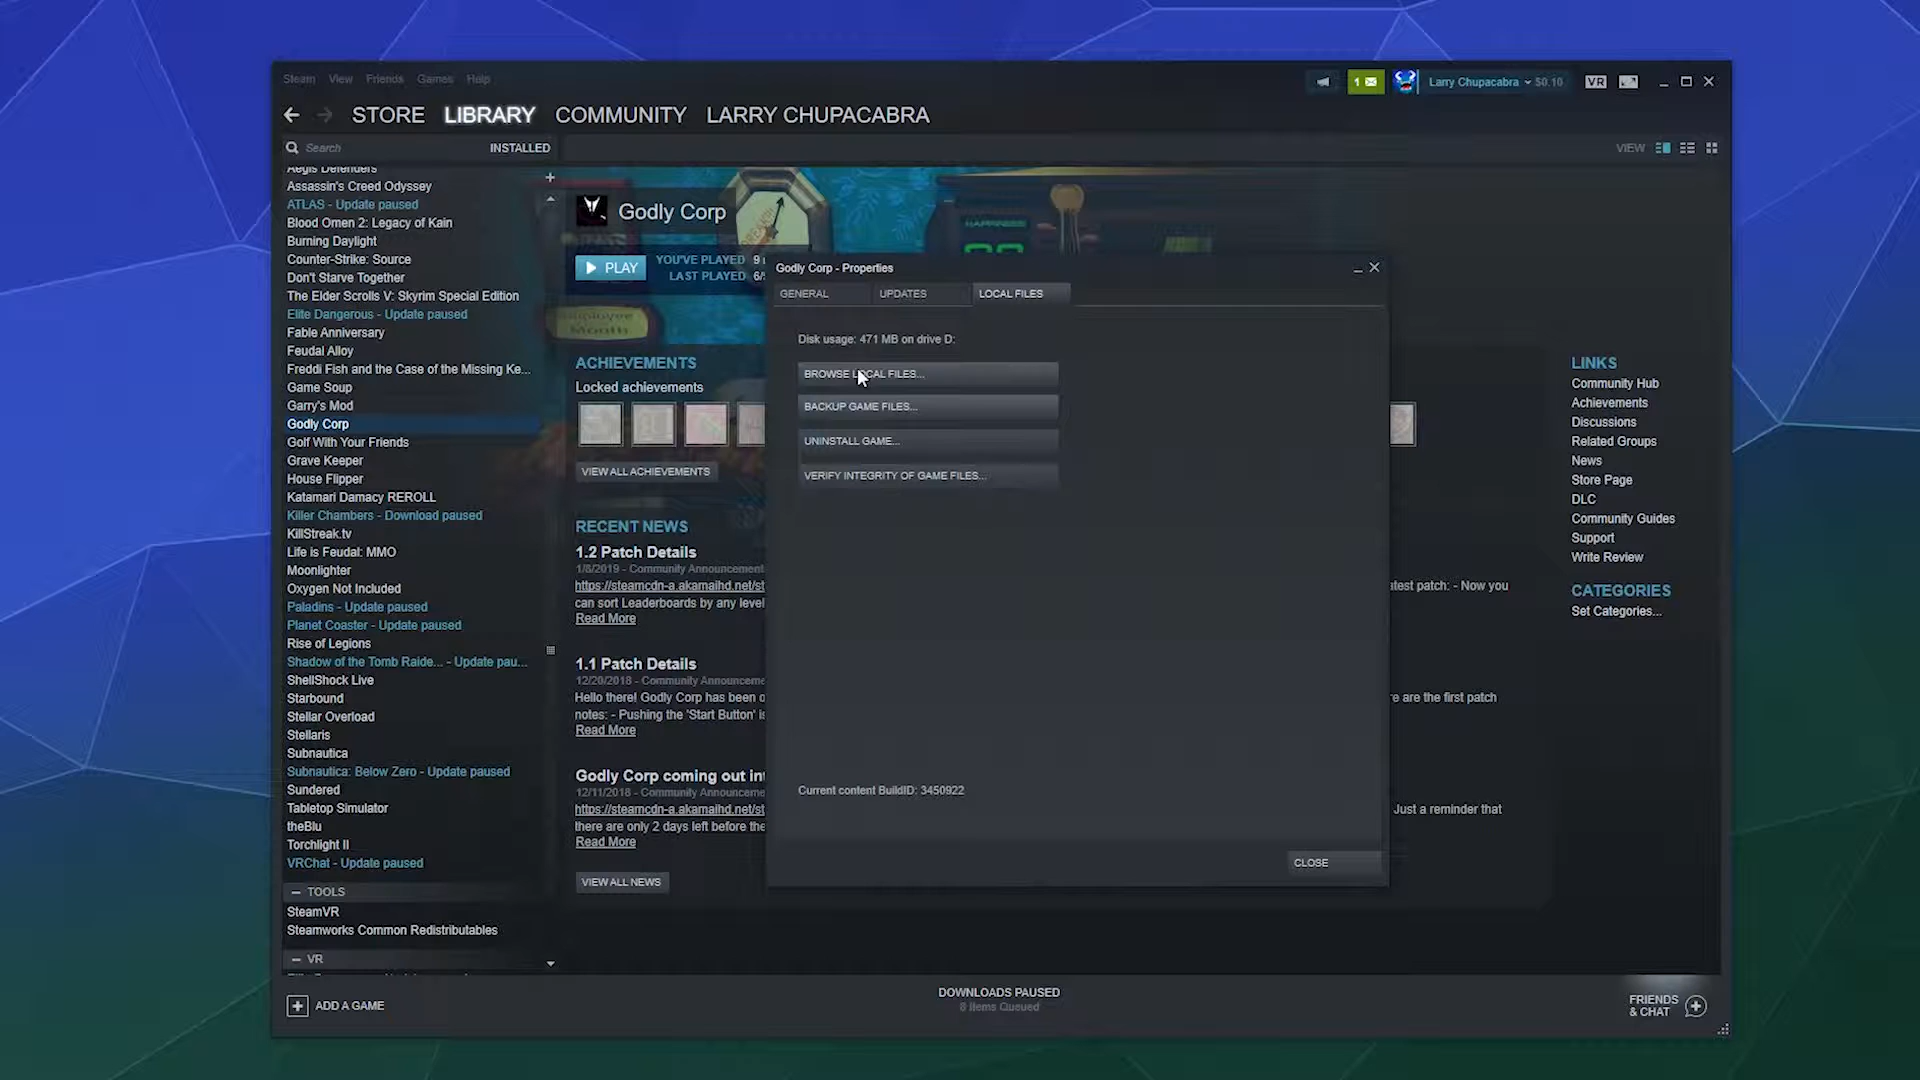 Steam View Friends Games Help
1
Larry Chupacabra $0.10
VR
STORE LIBRARY COMMUNITY LARRY CHUPACABRA
Search INSTALLED
VIEW
Aegis Defenders
Assassin's Creed Odyssey
ATLAS - Update paused
Blood Omen 2: Legacy of Kain
Burning Daylight
Counter-Strike: Source
Don't Starve Together
The Elder Scrolls V: Skyrim Special Edition
Elite Dangerous - Update paused
Fable Anniversary
Feudal Alloy
Freddi Fish and the Case of the Missing Ke...
Game Soup
Garry's Mod
Godly Corp
Golf With Your Friends
Grave Keeper
House Flipper
Katamari Damacy REROLL
Killer Chambers - Download paused
KillStreak.tv
Life is Feudal: MMO
Moonlighter
Oxygen Not Included
Paladins - Update paused
Planet Coaster - Update paused
Rise of Legions
Shadow of the Tomb Raide... - Update pau...
ShellShock Live
Starbound
Stellar Overload
Stellaris
Subnautica
Subnautica: Below Zero - Update paused
Sundered
Tabletop Simulator
theBlu
Torchlight II
VRChat - Update paused
TOOLS
SteamVR
Steamworks Common Redistributables
VR
Godly Corp
HAPPINESS
PLAY
YOU'VE PLAYED 9
LAST PLAYED 6/
Employee
Month
ACHIEVEMENTS
Locked achievements
VIEW ALL ACHIEVEMENTS
RECENT NEWS
1.2 Patch Details
1/8/2019 - Community Announcement
https://steamcdn-a.akamaihd.net/st
atest patch: - Now you
can sort Leaderboards by any level
Read More
1.1 Patch Details
12/20/2018 - Community Announceme
Hello there! Godly Corp has been o
re are the first patch
notes: - Pushing the 'Start Button' is
Read More
Godly Corp coming out in
12/11/2018 - Community Announceme
https://steamcdn-a.akamaihd.net/st
Just a reminder that
there are only 2 days left before the
Read More
VIEW ALL NEWS
Godly Corp - Properties
GENERAL UPDATES LOCAL FILES
Disk usage: 471 MB on drive D:
BROWSE LOCAL FILES...
BACKUP GAME FILES...
UNINSTALL GAME...
VERIFY INTEGRITY OF GAME FILES...
Current content BuildID: 3450922
CLOSE
LINKS
Community Hub
Achievements
Discussions
Related Groups
News
Store Page
DLC
Community Guides
Support
Write Review
CATEGORIES
Set Categories...
ADD A GAME
DOWNLOADS PAUSED
8 Items Queued
FRIENDS
& CHAT